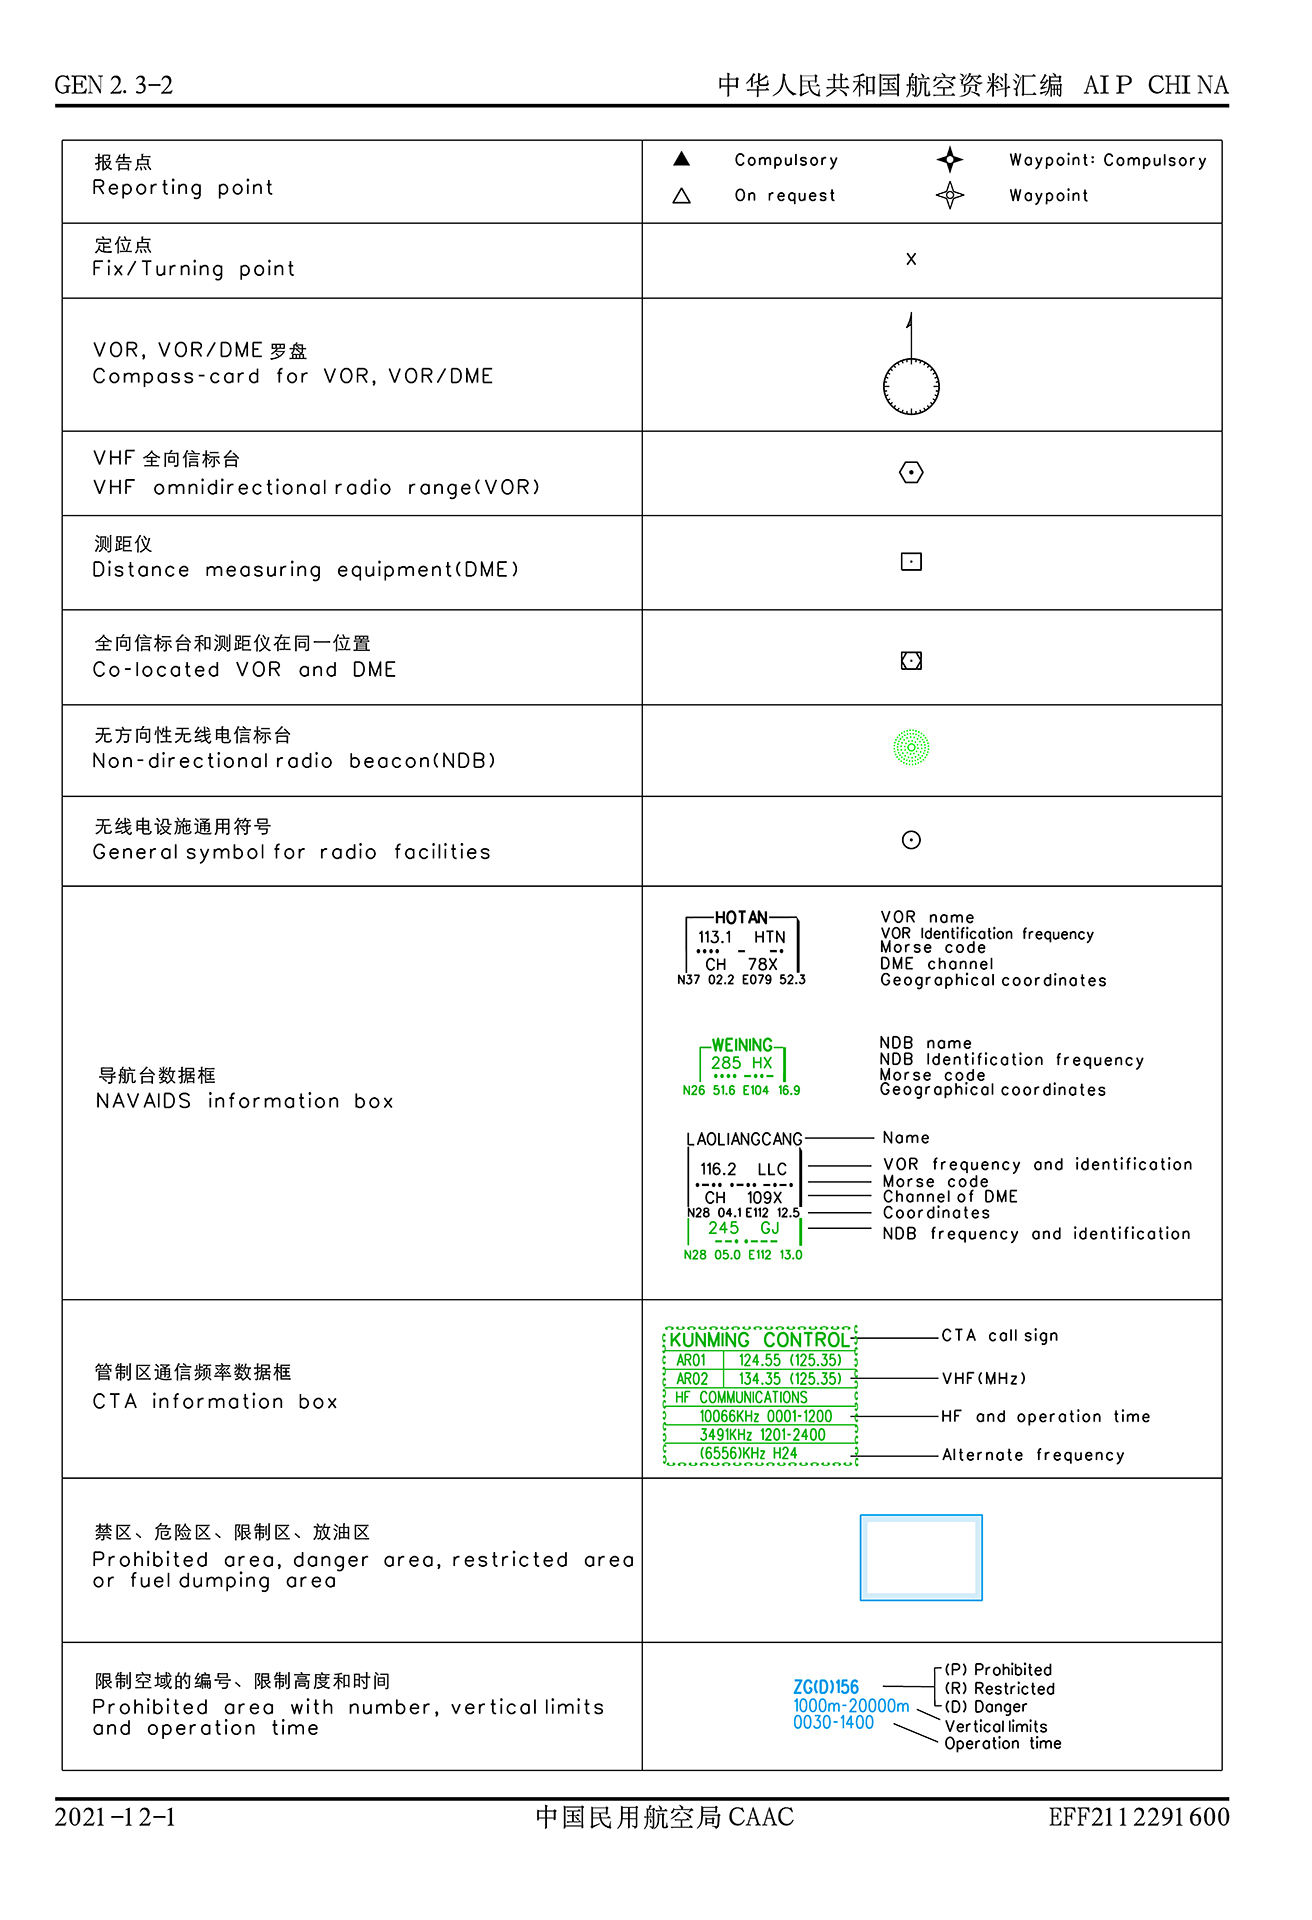 GEN 2. 3-2
中华人民共和国航空资料汇编 AIP CHINA
报告点
Reporting point
Compulsory
Waypoint: Compulsory
On request
Waypoint
定位点
Fix/Turning point
x
VOR, VOR/DME 罗盘
Compass-card for VOR, VOR/DME
VHF 全向信标台
VHF omnidirectional radio range(VOR)
测距仪
Distance measuring equipment(DME)
全向信标台和测距仪在同一位置
Co-located VOR and DME
无方向性无线电信标台
Non-directional radio beacon(NDB)
无线电设施通用符号
General symbol for radio facilities
导航台数据框
NAVAIDS information box
HOTAN
113.1 HTN
CH 78X
N37 02.2 E079 52.3
VOR name
VOR Identification frequency
Morse code
DME channel
Geographical coordinates
WEINING
285 HX
N26 51.6 E104 16.9
NDB name
NDB Identification frequency
Morse code
Geographical coordinates
LAOLIANGCANG
116.2 LLC
CH 109X
N28 04.1 E112 12.5
245 GJ
N28 05.0 E112 13.0
Name
VOR frequency and identification
Morse code
Channel of DME
Coordinates
NDB frequency and identification
管制区通信频率数据框
CTA information box
KUNMING CONTROL
AR01 124.55 (125.35)
AR02 134.35 (125.35)
HF COMMUNICATIONS
10066KHz 0001-1200
3491KHz 1201-2400
(6556)KHz H24
CTA call sign
VHF(MHz)
HF and operation time
Alternate frequency
禁区、危险区、限制区、放油区
Prohibited area, danger area, restricted area
or fuel dumping area
限制空域的编号、限制高度和时间
Prohibited area with number, vertical limits
and operation time
ZG(D)156
1000m-20000m
0030-1400
(P) Prohibited
(R) Restricted
(D) Danger
Vertical limits
Operation time
2021-12-1
中国民用航空局 CAAC
EFF2112291600